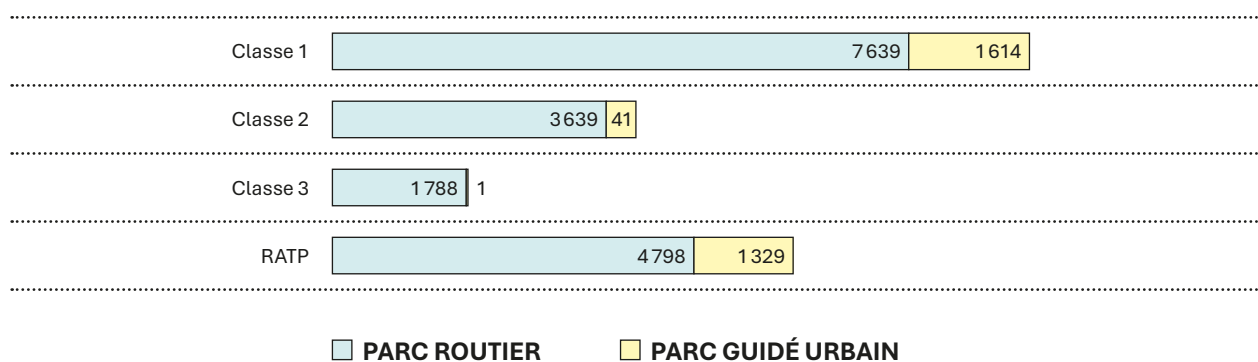 Classe 1 7 639 1 614
Classe 2 3 639 41
Classe 3 1 788 1
RATP 4 798 1 329
PARC ROUTIER PARC GUIDÉ URBAIN